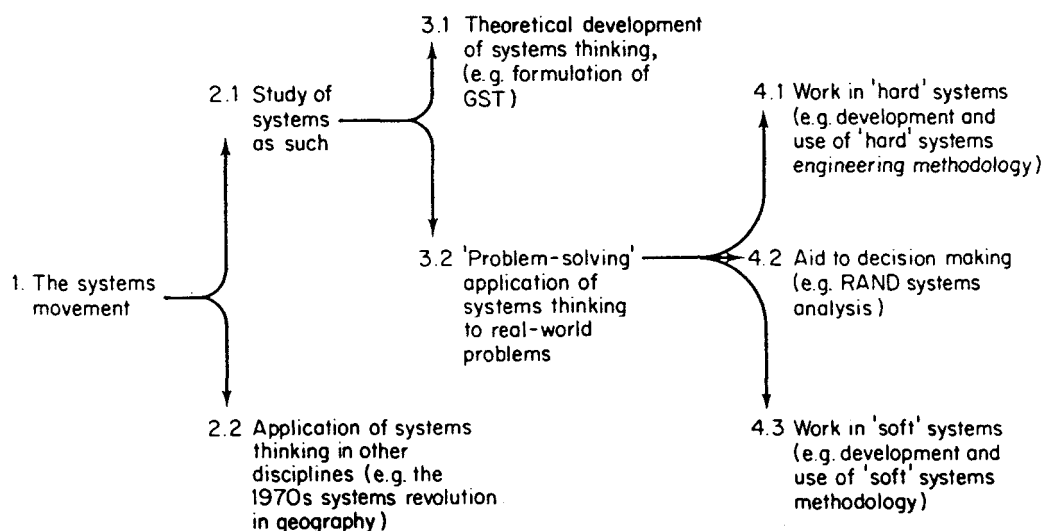 1. The systems
movement
2.1 Study of
systems
as such
2.2 Application of systems
thinking in other
disciplines (e.g. the
1970s systems revolution
in geography)
3.1 Theoretical development
of systems thinking,
(e.g. formulation of
GST)
3.2 'Problem-solving'
application of
systems thinking
to real-world
problems
4.1 Work in 'hard' systems
(e.g. development and
use of 'hard' systems
engineering methodology)
4.2 Aid to decision making
(e.g. RAND systems
analysis)
4.3 Work in 'soft' systems
(e.g. development and
use of 'soft' systems
methodology)